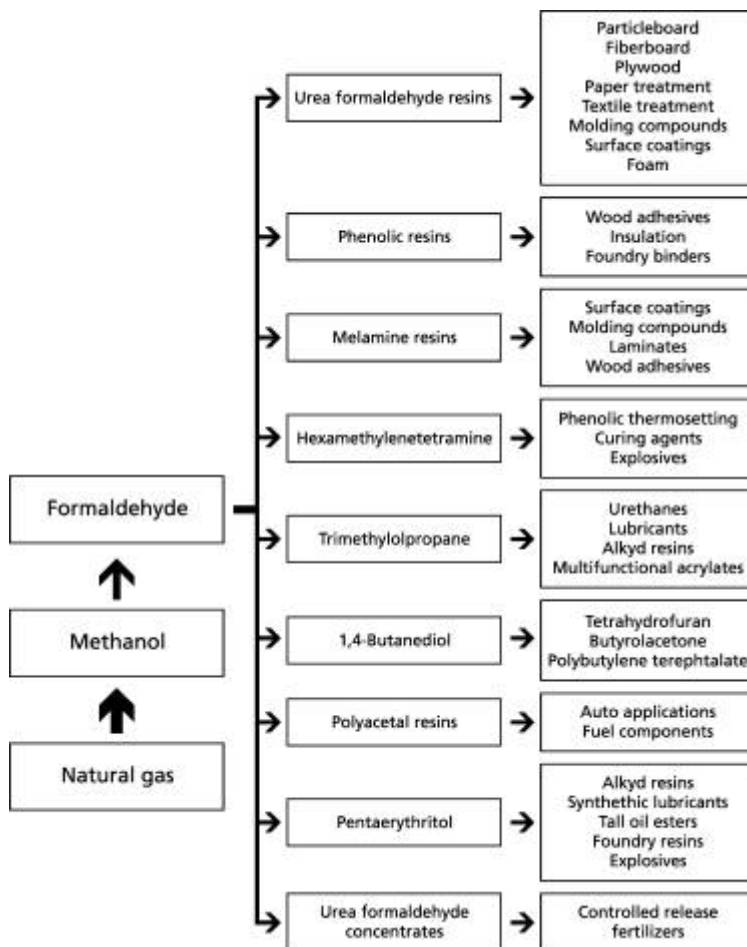 Particleboard
Fiberboard
Plywood
Paper treatment
Textile treatment
Molding compounds
Surface coatings
Foam
Urea formaldehyde resins
Wood adhesives
Insulation
Foundry binders
Phenolic resins
Surface coatings
Molding compounds
Laminates
Wood adhesives
Melamine resins
Phenolic thermosetting
Curing agents
Explosives
Hexamethylenetetramine
Formaldehyde
Urethanes
Lubricants
Alkyd resins
Multifunctional acrylates
Trimethylolpropane
Methanol
Tetrahydrofuran
Butyrolacetone
Polybutylene terephtalate
1,4-Butanediol
Auto applications
Fuel components
Polyacetal resins
Natural gas
Alkyd resins
Synthethic lubricants
Tall oil esters
Foundry resins
Explosives
Pentaerythritol
Urea formaldehyde
concentrates
Controlled release
fertilizers